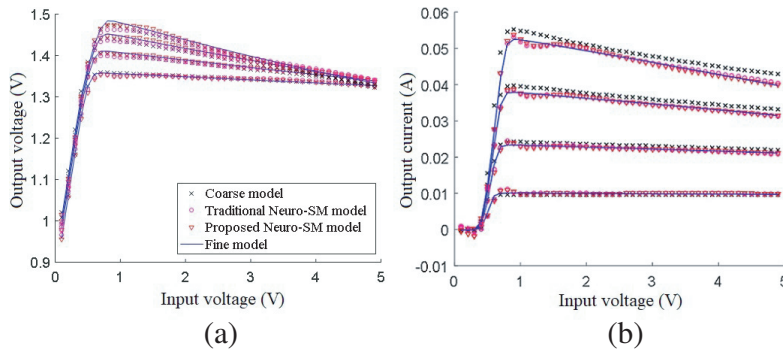 1.5
1.4
1.3
1.2
1.1
1
0.9
Output voltage (V)
Coarse model
Traditional Neuro-SM model
Proposed Neuro-SM model
Fine model
0
1
2
3
4
5
Input voltage (V)
(a)
0.06
0.05
0.04
0.03
0.02
0.01
0
-0.01
Output current (A)
0
1
2
3
4
5
Input voltage (V)
(b)